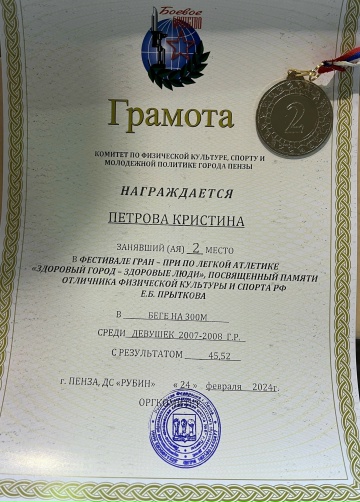 Боевое
Братство
Грамота
2
КОМИТЕТ ПО ФИЗИЧЕСКОЙ КУЛЬТУРЕ, СПОРТУ И
МОЛОДЕЖНОЙ ПОЛИТИКЕ ГОРОДА ПЕНЗЫ
НАГРАЖДАЕТСЯ
ПЕТРОВА КРИСТИНА
ЗАНЯВШИЙ (АЯ) 2 МЕСТО
В ФЕСТИВАЛЕ ГРАН – ПРИ ПО ЛЕГКОЙ АТЛЕТИКЕ
«ЗДОРОВЫЙ ГОРОД – ЗДОРОВЫЕ ЛЮДИ», ПОСВЯЩЕННЫЙ ПАМЯТИ
ОТЛИЧНИКА ФИЗИЧЕСКОЙ КУЛЬТУРЫ И СПОРТА РФ
Е.Б. ПРЫТКОВА
В БЕГЕ НА 300М
СРЕДИ ДЕВУШЕК 2007-2008 Г.Р.
С РЕЗУЛЬТАТОМ 45,52
г. ПЕНЗА, ДС «РУБИН» « 24 » февраля 2024г.
ОРГКОМИТЕТ